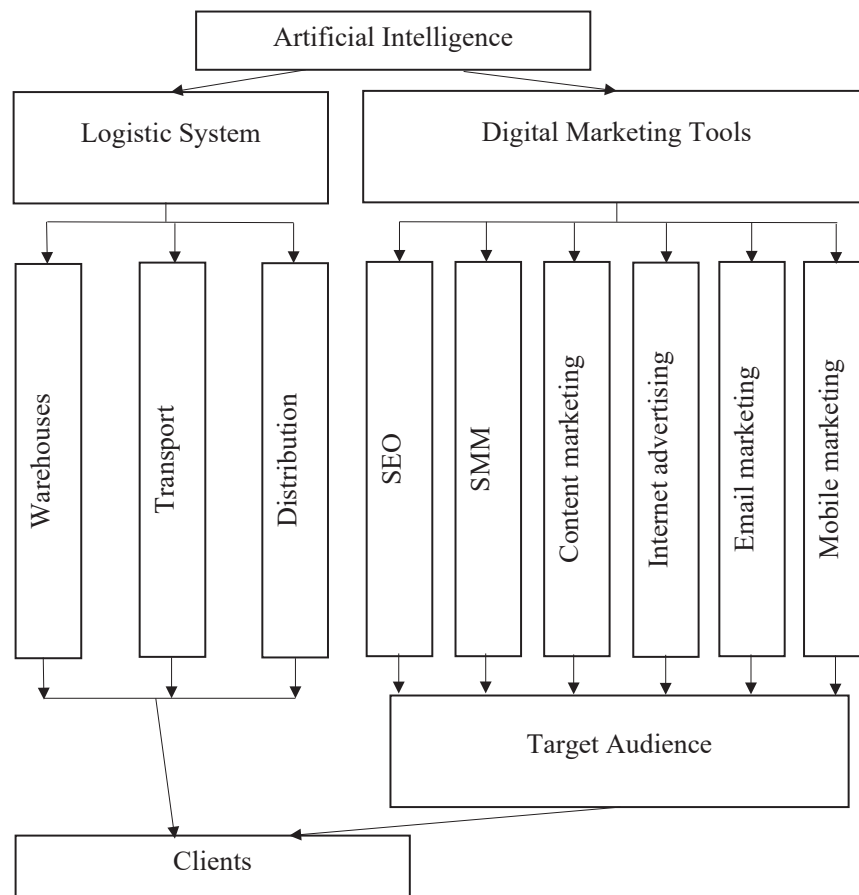 Artificial Intelligence
Logistic System
Digital Marketing Tools
Warehouses
Transport
Distribution
SEO
SMM
Content marketing
Internet advertising
Email marketing
Mobile marketing
Target Audience
Clients